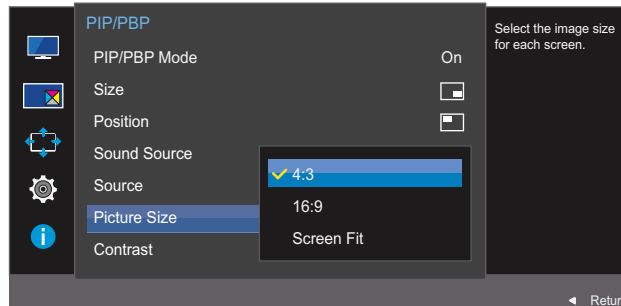 PIP/PBP
PIP/PBP Mode On
Size
Position
Sound Source
Source
Picture Size
Contrast
4:3
16:9
Screen Fit
Select the image size
for each screen.
Retur